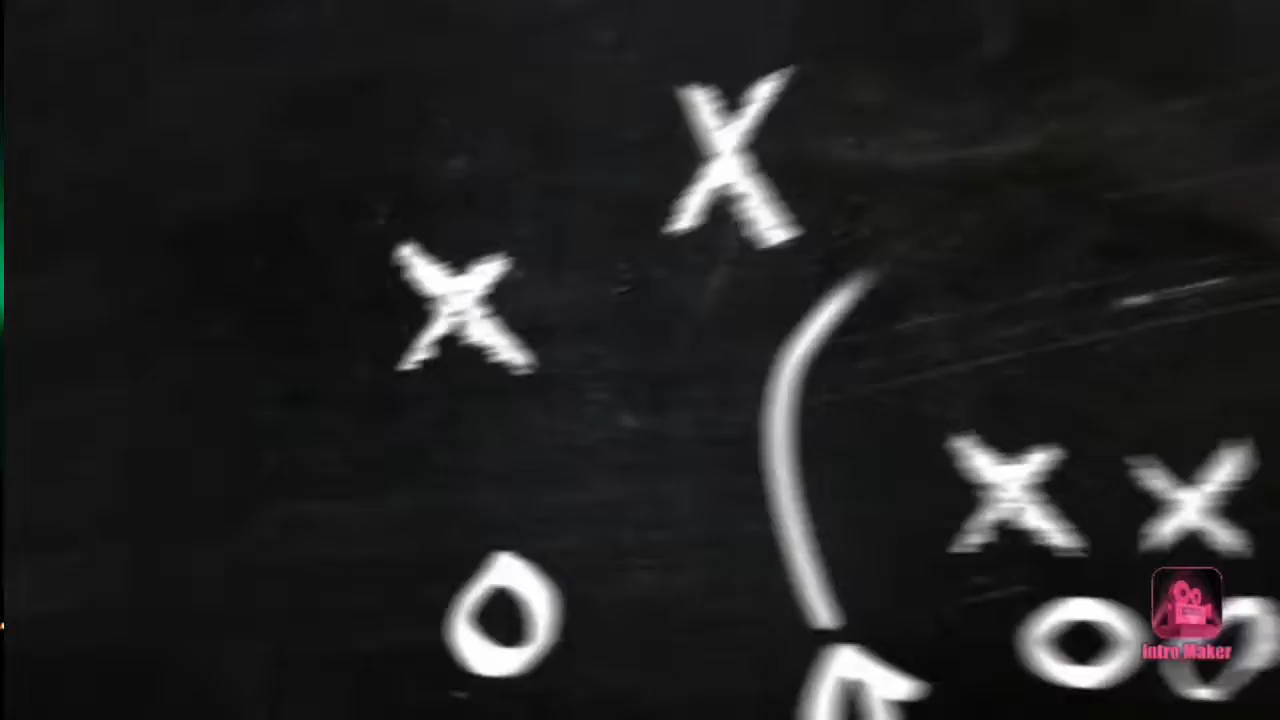 X
X
X X
O O O
intro Maker